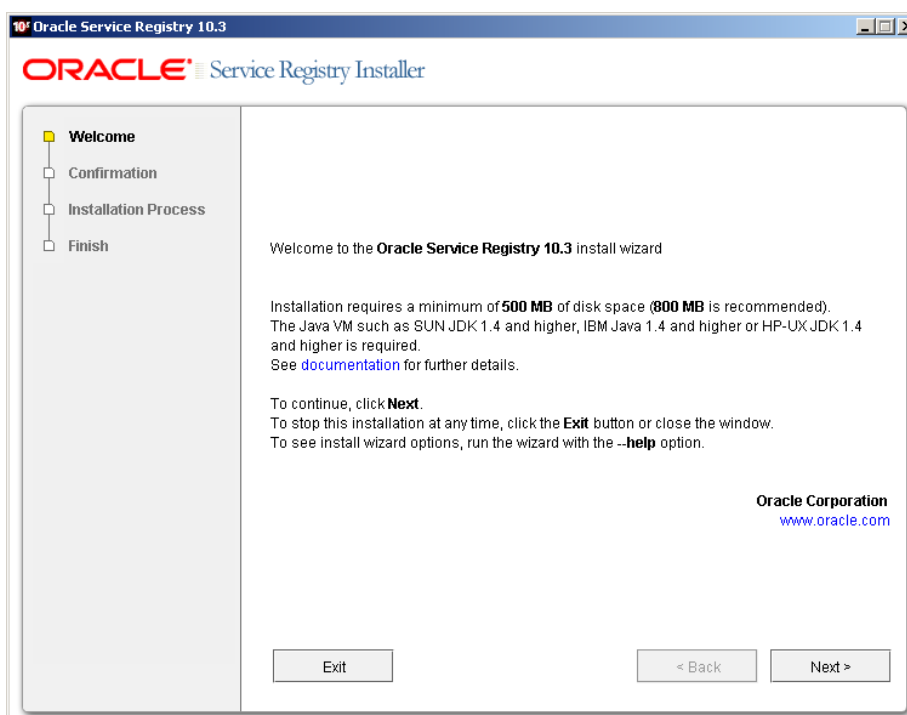 Oracle Service Registry 10.3
ORACLE Service Registry Installer
Welcome
Confirmation
Installation Process
Finish
Welcome to the Oracle Service Registry 10.3 install wizard
Installation requires a minimum of 500 MB of disk space (800 MB is recommended).
The Java VM such as SUN JDK 1.4 and higher, IBM Java 1.4 and higher or HP-UX JDK 1.4
and higher is required.
See documentation for further details.
To continue, click Next.
To stop this installation at any time, click the Exit button or close the window.
To see install wizard options, run the wizard with the --help option.
Oracle Corporation
www.oracle.com
Exit
< Back
Next >